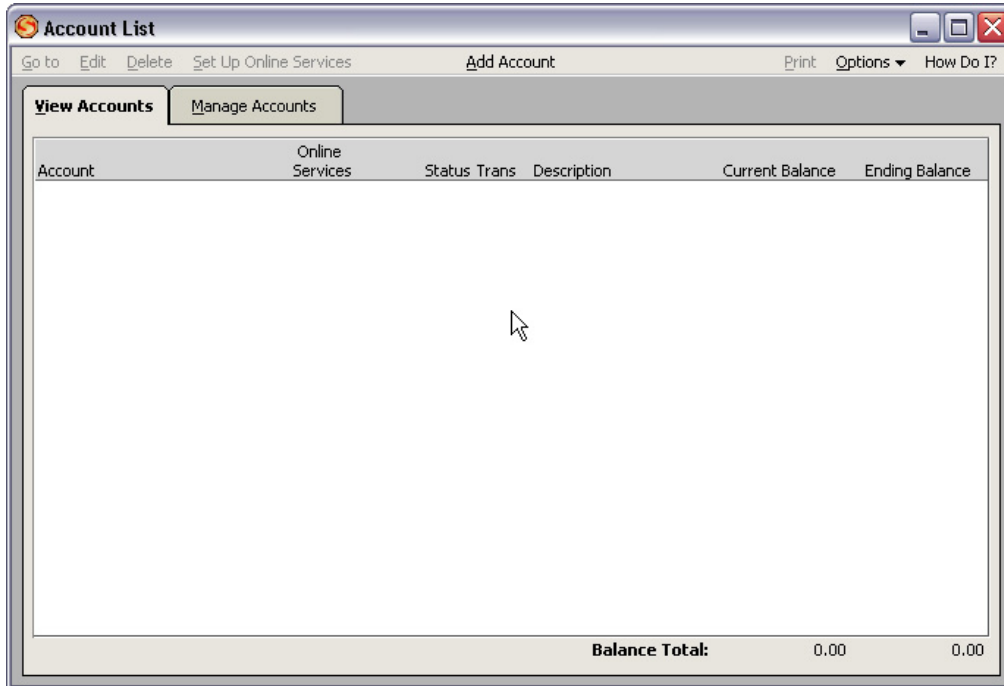 Account List
Go to Edit Delete Set Up Online Services Add Account Print Options How Do I?
View Accounts Manage Accounts
Online
Account Services Status Trans Description Current Balance Ending Balance
Balance Total: 0.00 0.00